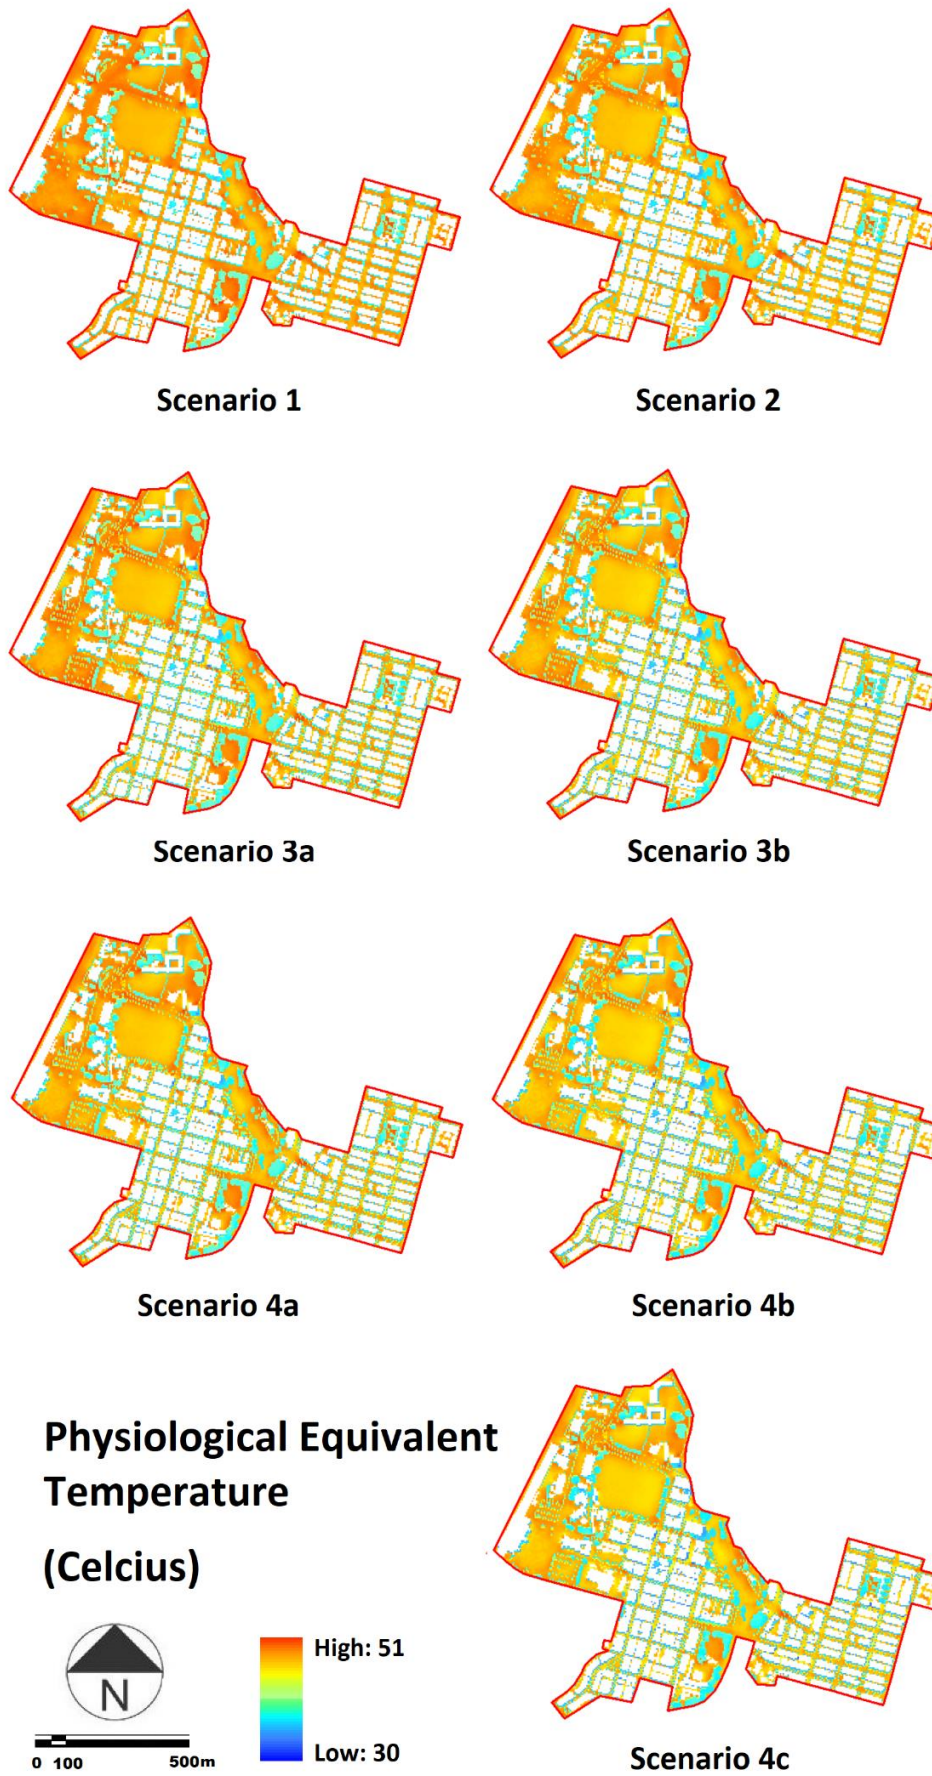 Scenario 1
Scenario 2
Scenario 3a
Scenario 3b
Scenario 4a
Scenario 4b
Physiological Equivalent
Temperature
(Celcius)
N
0 100 500m
High: 51
Low: 30
Scenario 4c